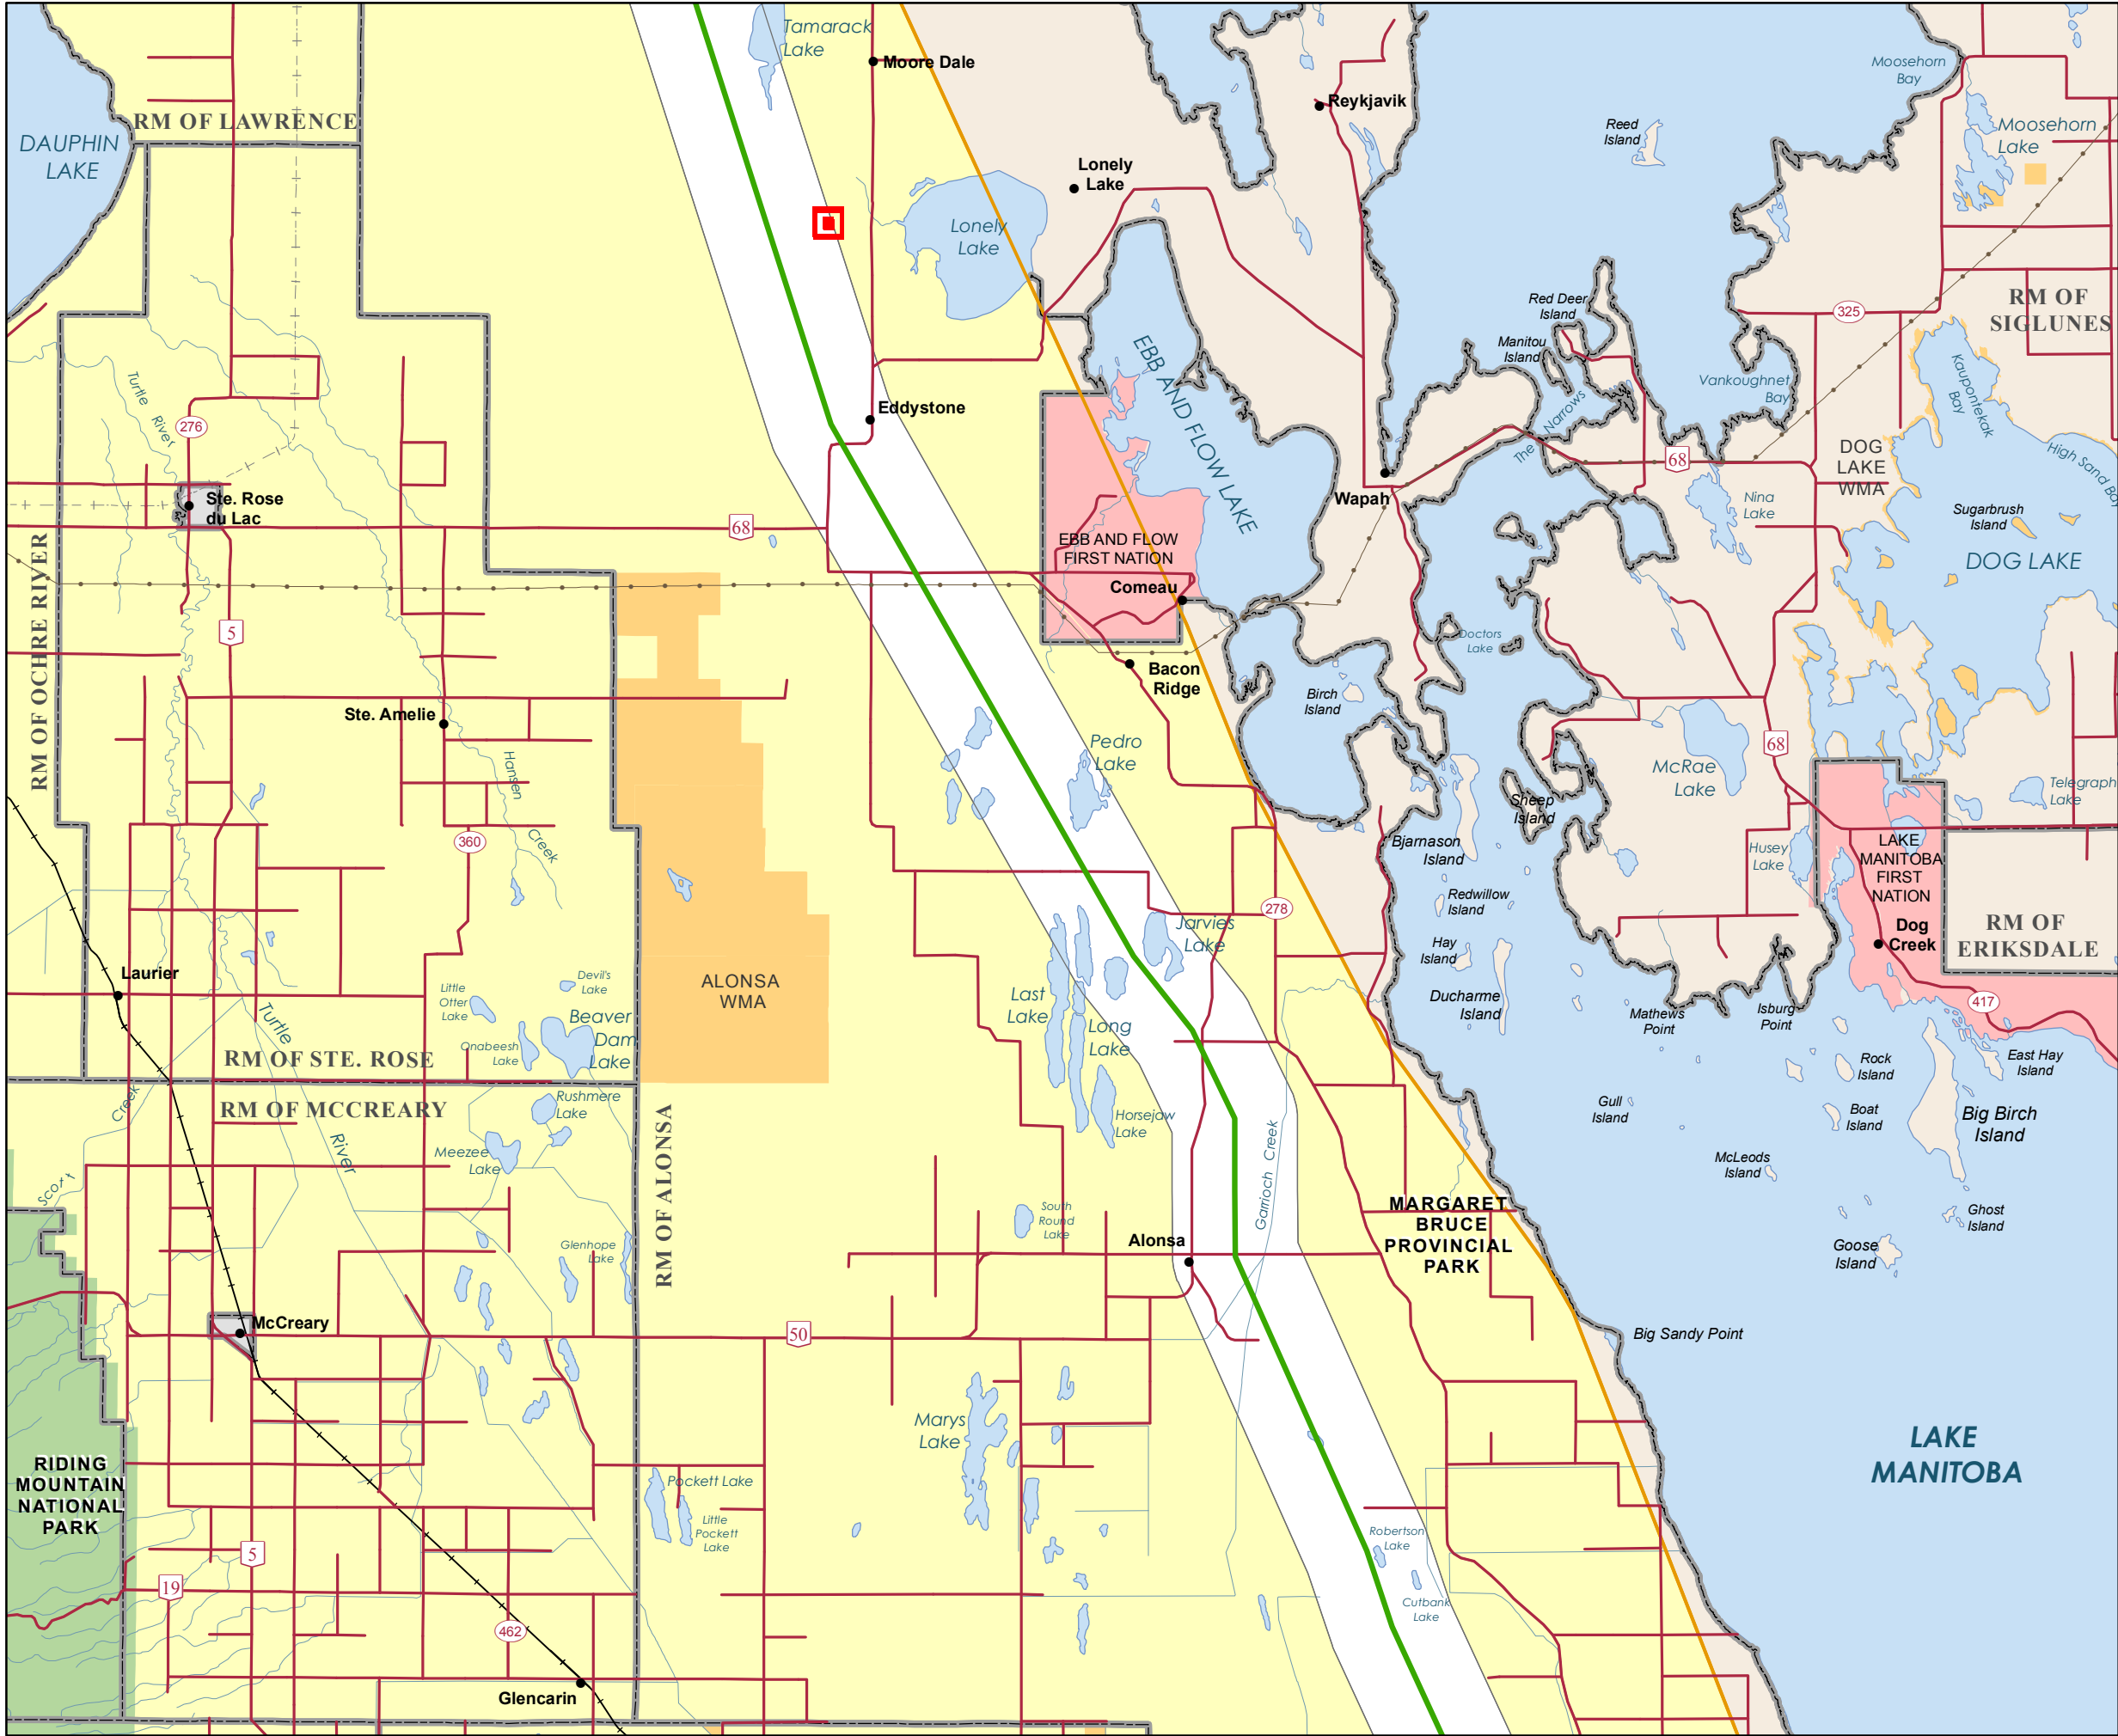 Tamarack
Lake
Moore Dale
Reykjavik
Reed
Island
Moosehorn
Bay
Moosehorn
Lake
RM OF LAWRENCE
DAUPHIN
LAKE
Lonely
Lake
Lonely
Lake
Red Deer
Island
Manitou
Island
325
RM OF
SIGLUNES
EBB AND FLOW LAKE
Turtle River
276
Eddystone
The Narrows
Vankoughnet
Bay
Kaupontekak
Bay
High Sand Ba
DOG
LAKE
WMA
68
Ste. Rose
du Lac
68
Wapah
Nina
Lake
Sugarbrush
Island
DOG LAKE
EBB AND FLOW
FIRST NATION
Comeau
RM OF OCHRE RIVER
5
Doctors
Lake
Bacon
Ridge
Birch
Island
Ste. Amelie
Hansen Creek
Pedro
Lake
McRae
Lake
68
Telegraph
Lake
Sheep
Island
360
Bjarnason
Island
Husey
Lake
LAKE
MANITOBA
FIRST
NATION
Redwillow
Island
278
Jarvies
Lake
Dog
Creek
RM OF
ERIKSDALE
Hay
Island
Laurier
Little
Otter
Lake
Devil's
Lake
ALONSA
WMA
Last
Lake
Ducharme
Island
Mathews
Point
Isburg
Point
417
Turtle
River
Beaver
Dam
Lake
Onabeesh
Lake
Long
Lake
RM OF STE. ROSE
Rock
Island
East Hay
Island
RM OF MCCREARY
Rushmere
Lake
Horsejaw
Lake
Gull
Island
Boat
Island
Big Birch
Island
Scott Creek
Meezee
Lake
RM OF ALONSA
Garrioch Creek
McLeods
Island
South
Round
Lake
MARGARET
BRUCE
PROVINCIAL
PARK
Ghost
Island
Glenhope
Lake
Alonsa
Goose
Island
McCreary
50
Big Sandy Point
Marys
Lake
LAKE
MANITOBA
RIDING
MOUNTAIN
NATIONAL
PARK
Pockett Lake
Little
Pockett
Lake
Robertson
Lake
5
19
Cutbank
Lake
462
Glencarin